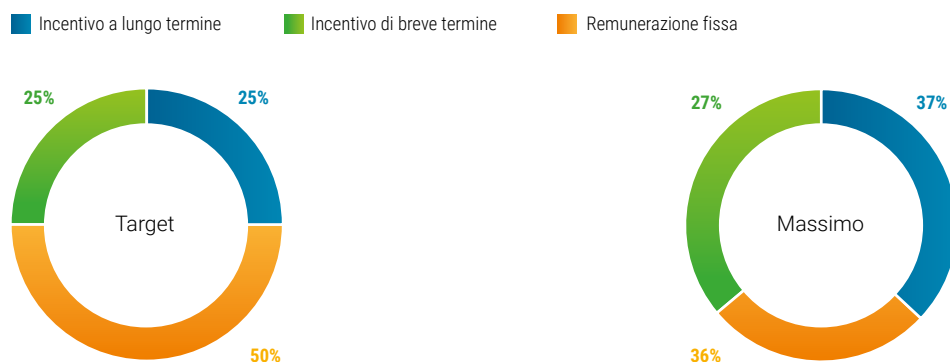 Incentivo a lungo termine Incentivo di breve termine Remunerazione fissa
25% 25% 27% 37%
Target Massimo
50% 36%